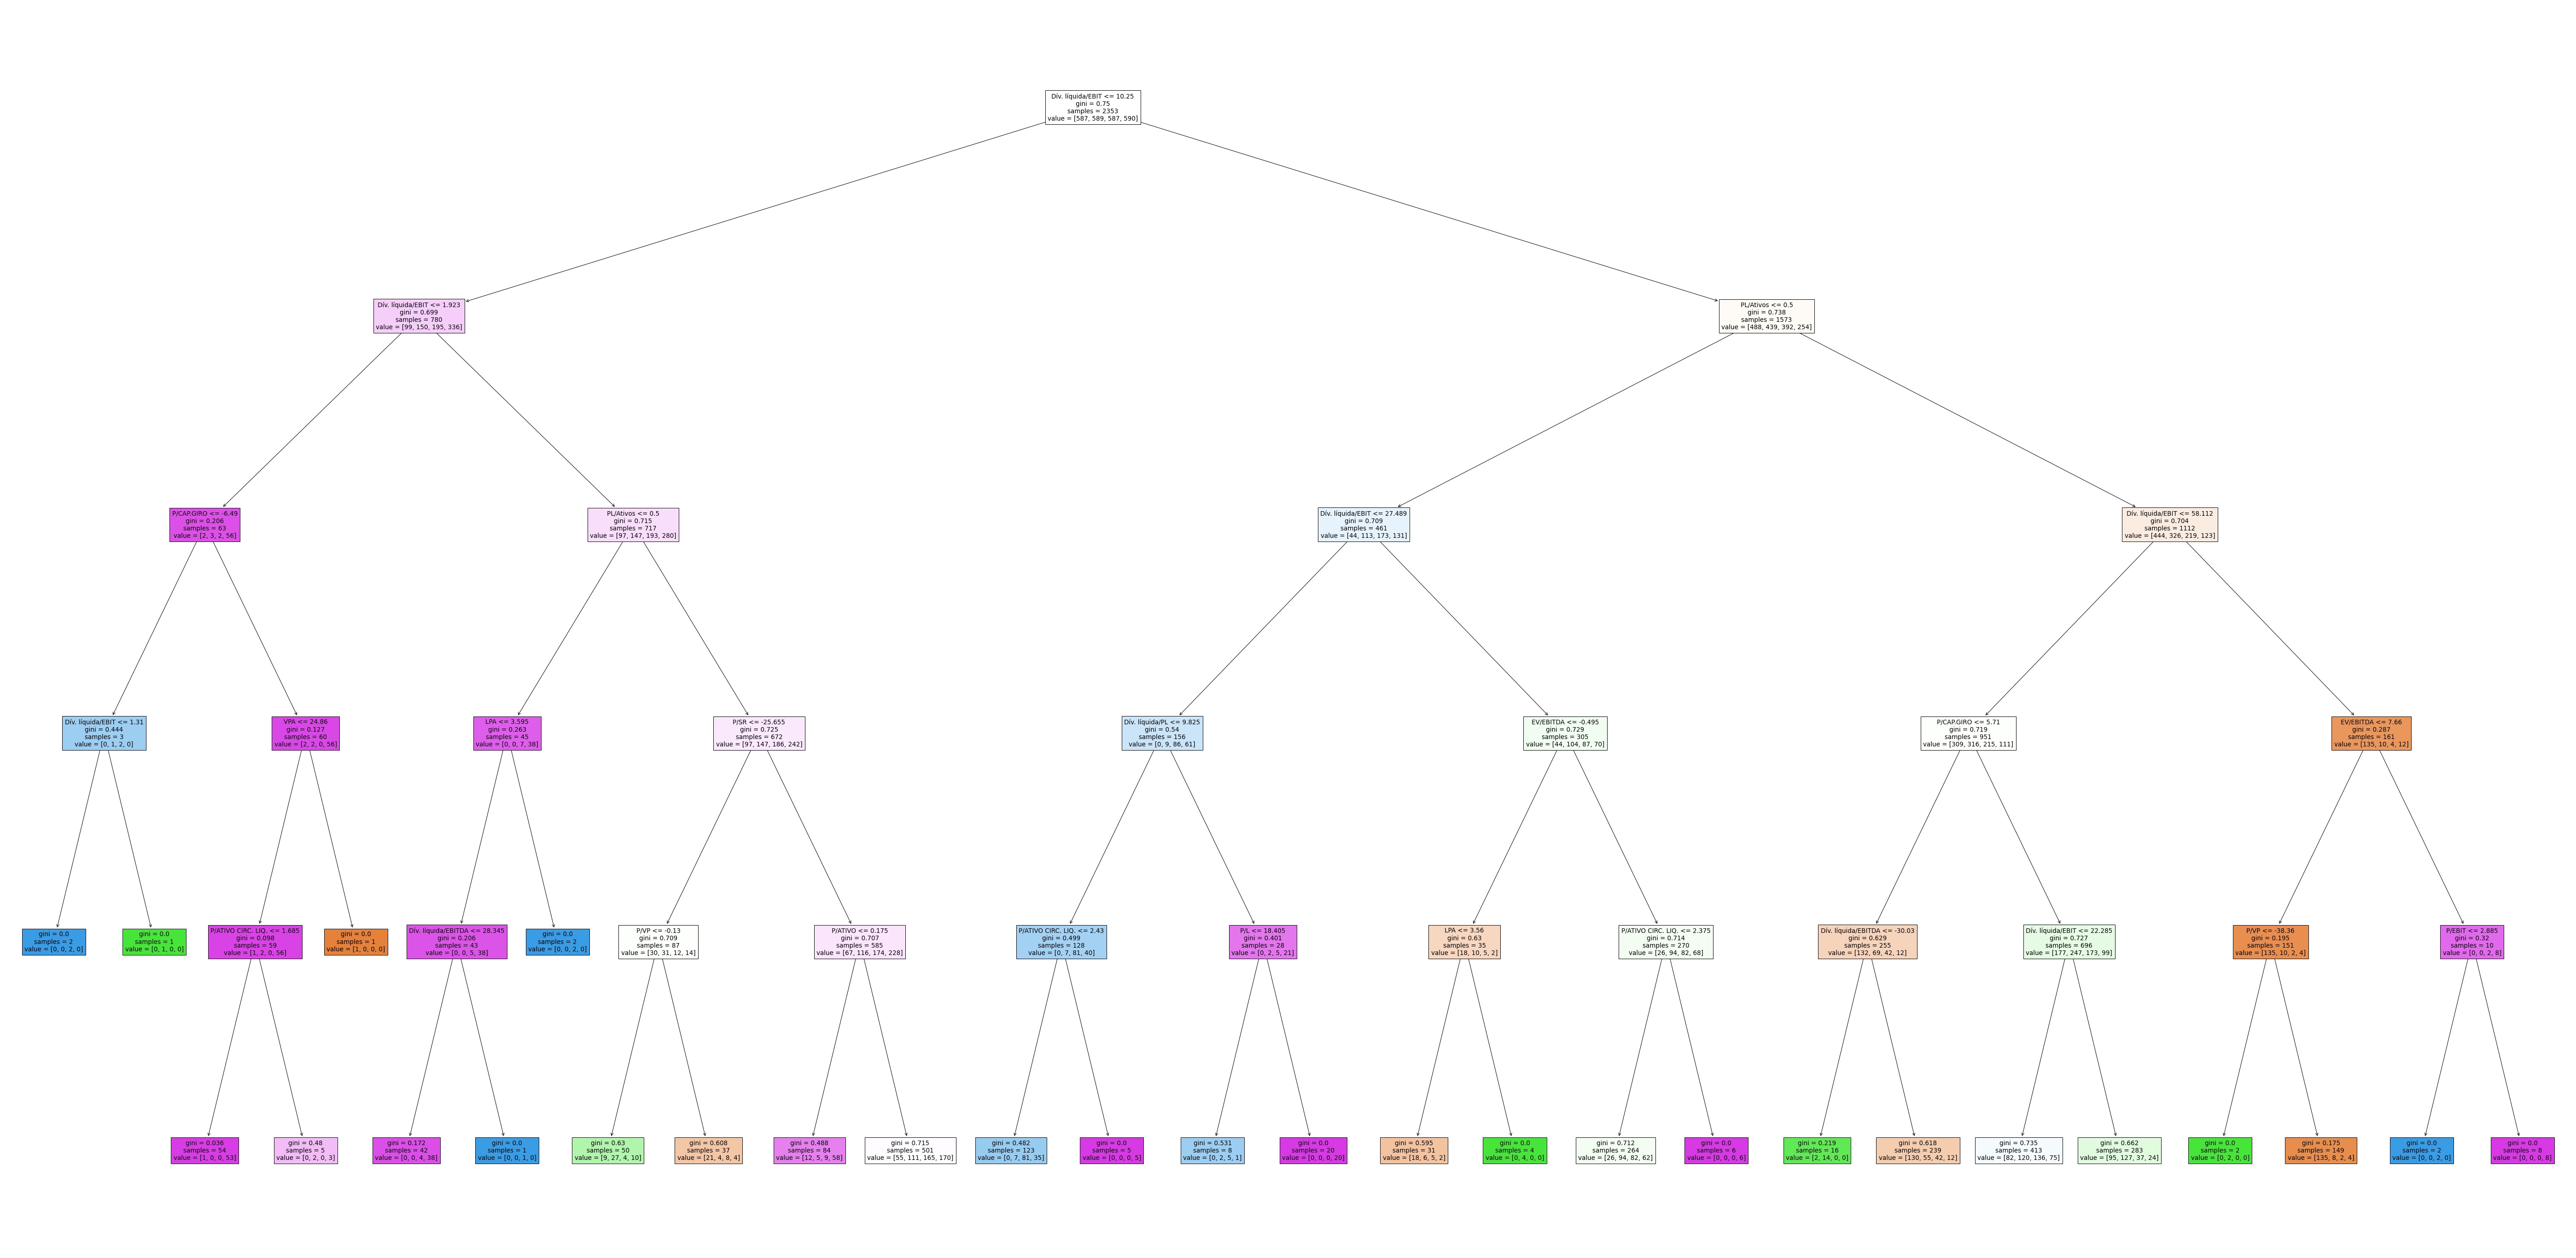 Dív. líquida/EBIT <= 10.25
gini = 0.75
samples = 2353
value = [587, 589, 587, 590]
Dív. líquida/EBIT <= 1.923
gini = 0.699
samples = 780
value = [99, 150, 195, 336]
PL/Ativos <= 0.5
gini = 0.738
samples = 1573
value = [488, 439, 392, 254]
P/CAP.GIRO <= -6.49
gini = 0.206
samples = 63
value = [2, 3, 2, 56]
PL/Ativos <= 0.5
gini = 0.715
samples = 717
value = [97, 147, 193, 280]
Dív. líquida/EBIT <= 27.489
gini = 0.709
samples = 461
value = [44, 113, 173, 131]
Dív. líquida/EBIT <= 58.112
gini = 0.704
samples = 1112
value = [444, 326, 219, 123]
Dív. líquida/EBIT <= 1.31
gini = 0.444
samples = 3
value = [0, 1, 2, 0]
VPA <= 24.86
gini = 0.127
samples = 60
value = [2, 2, 0, 56]
LPA <= 3.595
gini = 0.263
samples = 45
value = [0, 0, 7, 38]
P/SR <= -25.655
gini = 0.725
samples = 672
value = [97, 147, 186, 242]
Dív. líquida/PL <= 9.825
gini = 0.54
samples = 156
value = [0, 9, 86, 61]
EV/EBITDA <= -0.495
gini = 0.729
samples = 305
value = [44, 104, 87, 70]
P/CAP.GIRO <= 5.71
gini = 0.719
samples = 951
value = [309, 316, 215, 111]
EV/EBITDA <= 7.66
gini = 0.287
samples = 161
value = [135, 10, 4, 12]
gini = 0.0
samples = 2
value = [0, 0, 2, 0]
gini = 0.0
samples = 1
value = [0, 1, 0, 0]
P/ATIVO CIRC. LIQ. <= 1.685
gini = 0.098
samples = 59
value = [1, 2, 0, 56]
gini = 0.0
samples = 1
value = [1, 0, 0, 0]
Dív. líquida/EBITDA <= 28.345
gini = 0.206
samples = 43
value = [0, 0, 5, 38]
gini = 0.0
samples = 2
value = [0, 0, 2, 0]
P/VP <= -0.13
gini = 0.709
samples = 87
value = [30, 31, 12, 14]
P/ATIVO <= 0.175
gini = 0.707
samples = 585
value = [67, 116, 174, 228]
P/ATIVO CIRC. LIQ. <= 2.43
gini = 0.499
samples = 128
value = [0, 7, 81, 40]
P/L <= 18.405
gini = 0.401
samples = 28
value = [0, 2, 5, 21]
LPA <= 3.56
gini = 0.63
samples = 35
value = [18, 10, 5, 2]
P/ATIVO CIRC. LIQ. <= 2.375
gini = 0.714
samples = 270
value = [26, 94, 82, 68]
Dív. líquida/EBITDA <= -30.03
gini = 0.629
samples = 255
value = [132, 69, 42, 12]
Dív. líquida/EBIT <= 22.285
gini = 0.727
samples = 696
value = [177, 247, 173, 99]
P/VP <= -38.36
gini = 0.195
samples = 151
value = [135, 10, 2, 4]
P/EBIT <= 2.885
gini = 0.32
samples = 10
value = [0, 0, 2, 8]
gini = 0.036
samples = 54
value = [1, 0, 0, 53]
gini = 0.48
samples = 5
value = [0, 2, 0, 3]
gini = 0.172
samples = 42
value = [0, 0, 4, 38]
gini = 0.0
samples = 1
value = [0, 0, 1, 0]
gini = 0.63
samples = 50
value = [9, 27, 4, 10]
gini = 0.608
samples = 37
value = [21, 4, 8, 4]
gini = 0.488
samples = 84
value = [12, 5, 9, 58]
gini = 0.715
samples = 501
value = [55, 111, 165, 170]
gini = 0.482
samples = 123
value = [0, 7, 81, 35]
gini = 0.0
samples = 5
value = [0, 0, 0, 5]
gini = 0.531
samples = 8
value = [0, 2, 5, 1]
gini = 0.0
samples = 20
value = [0, 0, 0, 20]
gini = 0.595
samples = 31
value = [18, 6, 5, 2]
gini = 0.0
samples = 4
value = [0, 4, 0, 0]
gini = 0.712
samples = 264
value = [26, 94, 82, 62]
gini = 0.0
samples = 6
value = [0, 0, 0, 6]
gini = 0.219
samples = 16
value = [2, 14, 0, 0]
gini = 0.618
samples = 239
value = [130, 55, 42, 12]
gini = 0.735
samples = 413
value = [82, 120, 136, 75]
gini = 0.662
samples = 283
value = [95, 127, 37, 24]
gini = 0.0
samples = 2
value = [0, 2, 0, 0]
gini = 0.175
samples = 149
value = [135, 8, 2, 4]
gini = 0.0
samples = 2
value = [0, 0, 2, 0]
gini = 0.0
samples = 8
value = [0, 0, 0, 8]